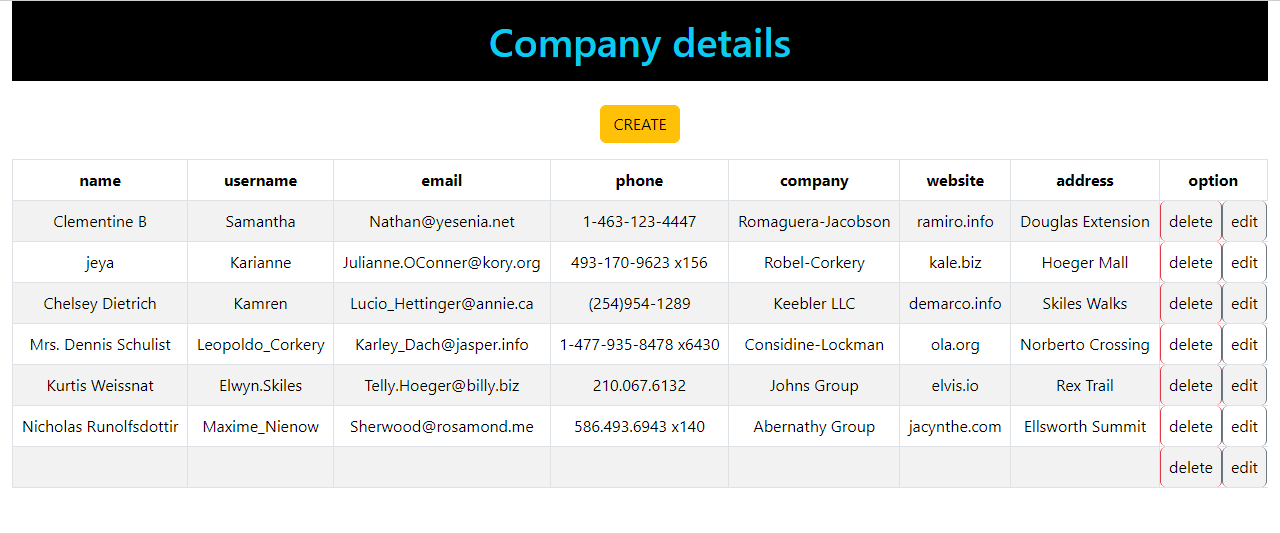 Company details
CREATE
name username email phone company website address option
Clementine B Samantha Nathan@yesenia.net 1-463-123-4447 Romaguera-Jacobson ramiro.info Douglas Extension delete edit
jeya Karianne Julianne.OConner@kory.org 493-170-9623 x156 Robel-Corkery kale.biz Hoeger Mall delete edit
Chelsey Dietrich Kamren Lucio_Hettinger@annie.ca (254)954-1289 Keebler LLC demarco.info Skiles Walks delete edit
Mrs. Dennis Schulist Leopoldo_Corkery Karley_Dach@jasper.info 1-477-935-8478 x6430 Considine-Lockman ola.org Norberto Crossing delete edit
Kurtis Weissnat Elwyn.Skiles Telly.Hoeger@billy.biz 210.067.6132 Johns Group elvis.io Rex Trail delete edit
Nicholas Runolfsdottir Maxime_Nienow Sherwood@rosamond.me 586.493.6943 x140 Abernathy Group jacynthe.com Ellsworth Summit delete edit
delete edit